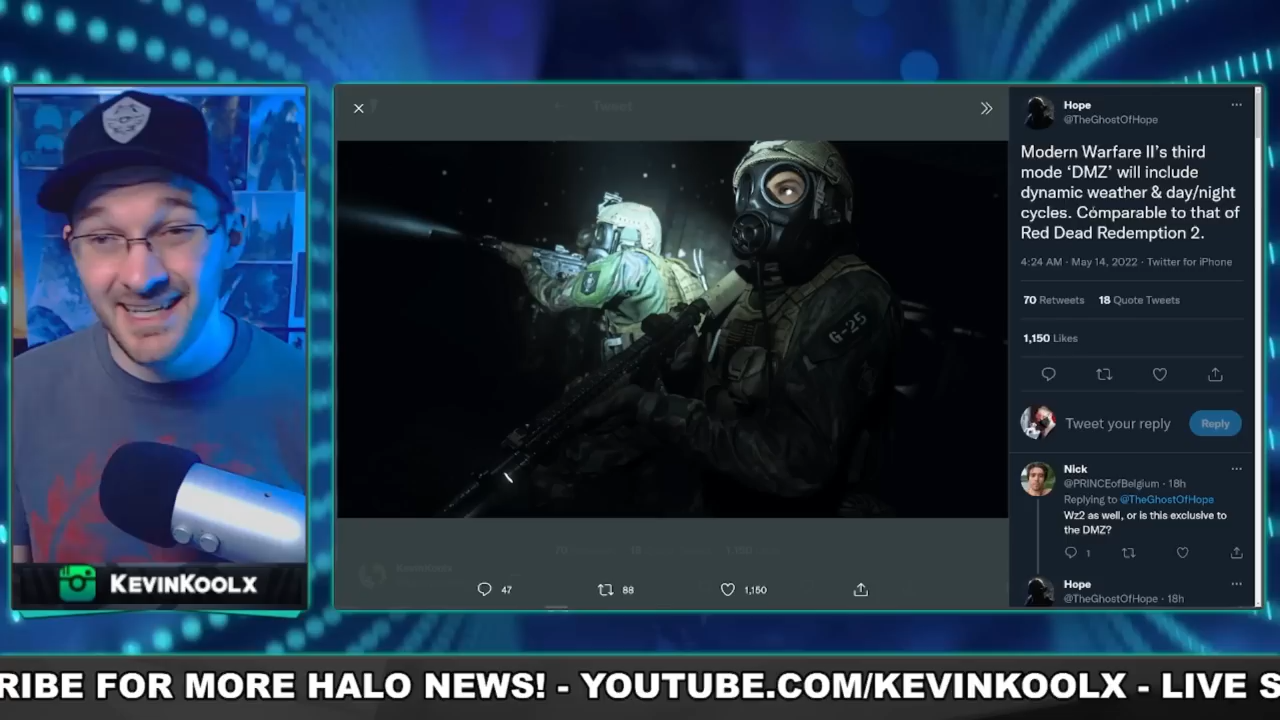 KEVINKOOLX
Tweet
G-25
47
88
1,150
Hope
@TheGhostOfHope
Modern Warfare II's third
mode 'DMZ' will include
dynamic weather & day/night
cycles. Comparable to that of
Red Dead Redemption 2.
4:24 AM · May 14, 2022 · Twitter for iPhone
70 Retweets 18 Quote Tweets
1,150 Likes
Tweet your reply
Reply
Nick
@PRINCEofBelgium · 18h
Replying to @TheGhostOfHope
Wz2 as well, or is this exclusive to
the DMZ?
1
Hope
@TheGhostOfHope · 18h
RIBE FOR MORE HALO NEWS! - YOUTUBE.COM/KEVINKOOLX - LIVE S